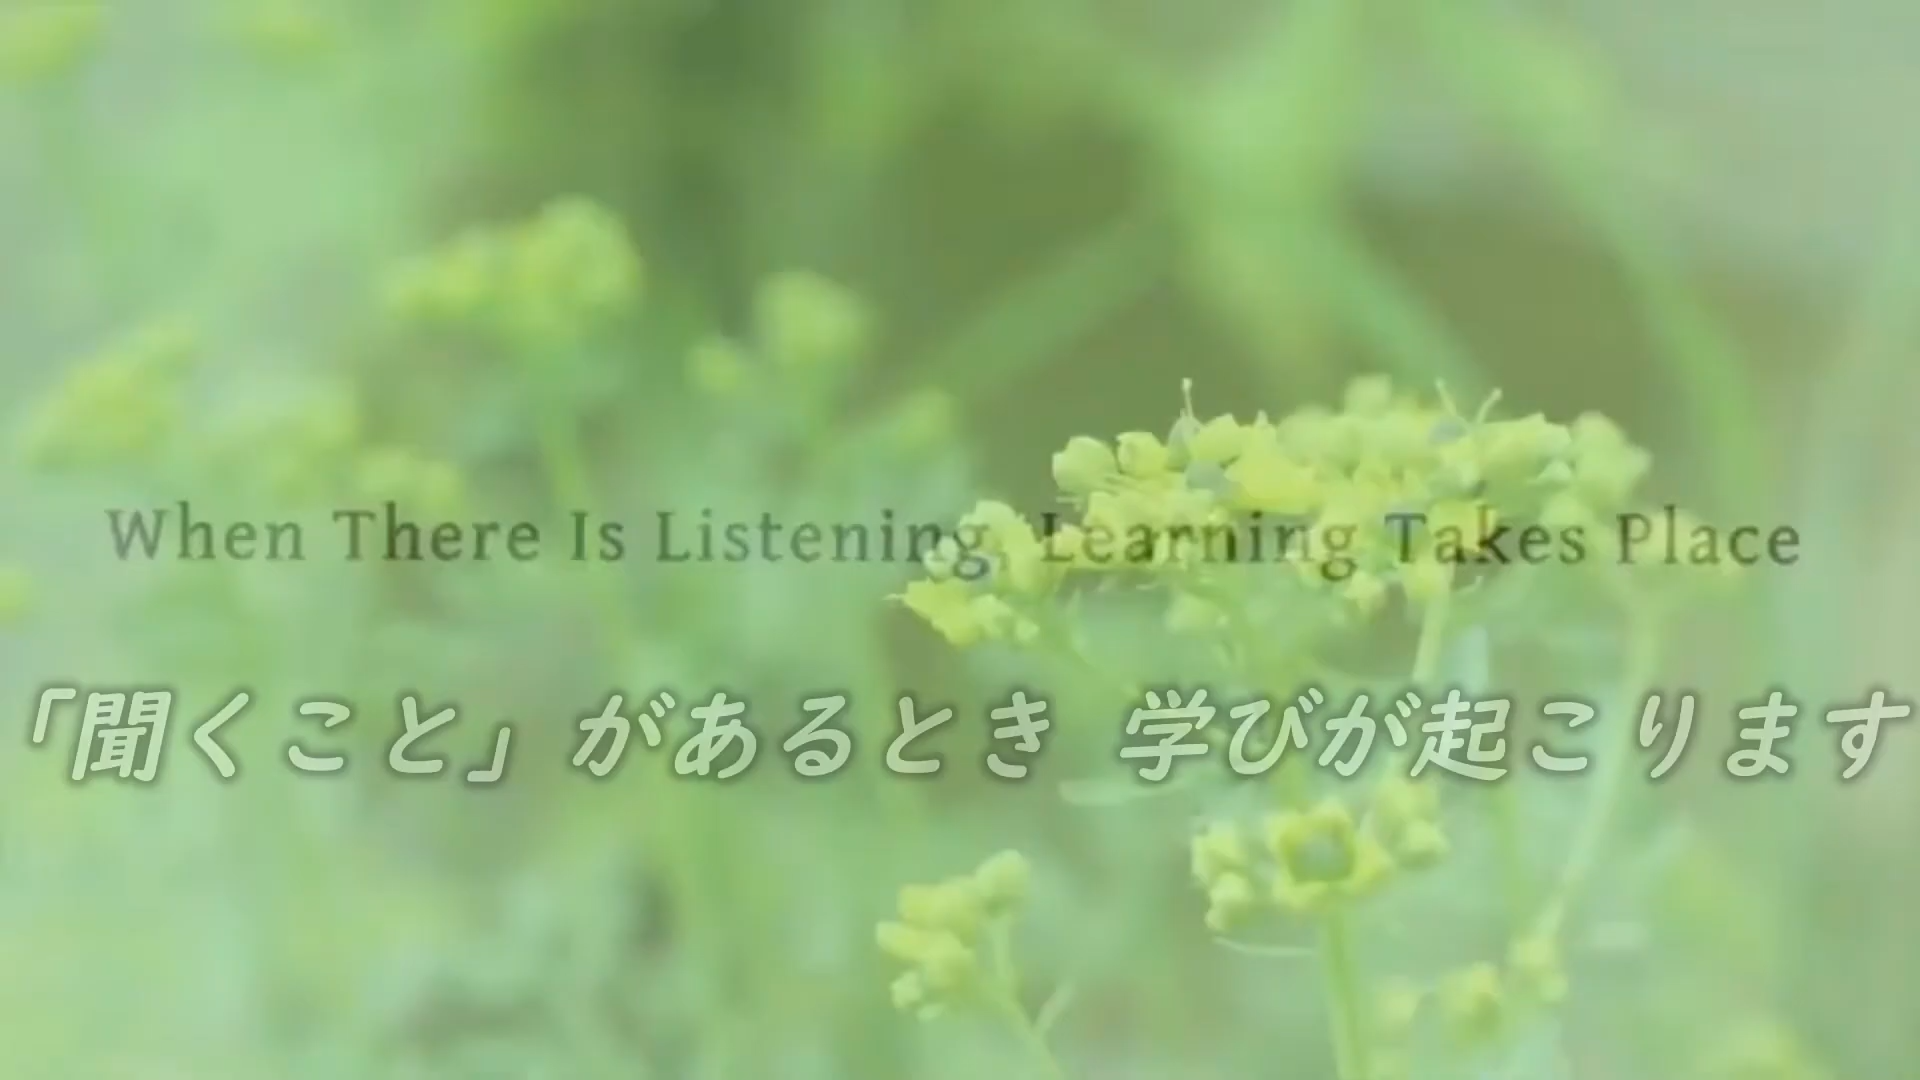 When There Is Listening, Learning Takes Place
「聞くこと」があるとき 学びが起こります